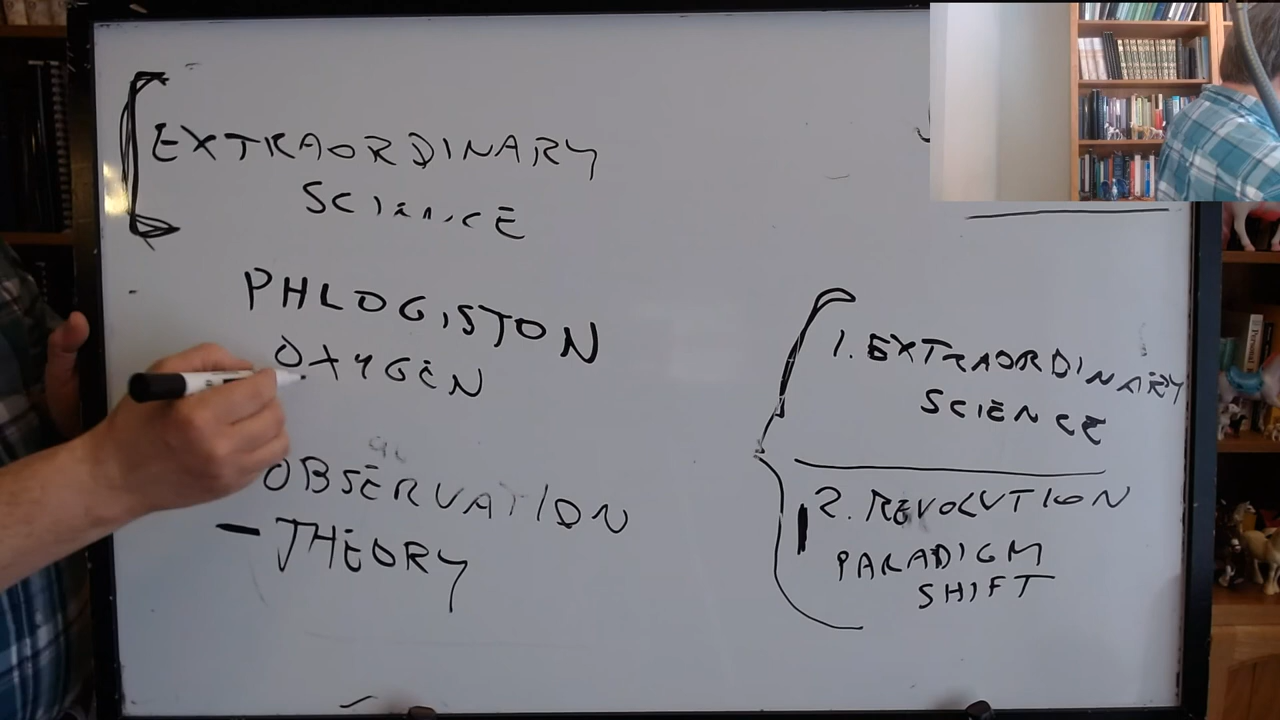 EXTRAORDINARY
SCIENCE
PHLOGISTON
OXYGEN
OBSERVATION
- THEORY
1. EXTRAORDINARY
SCIENCE
2. REVOLUTION
PARADIGM
SHIFT